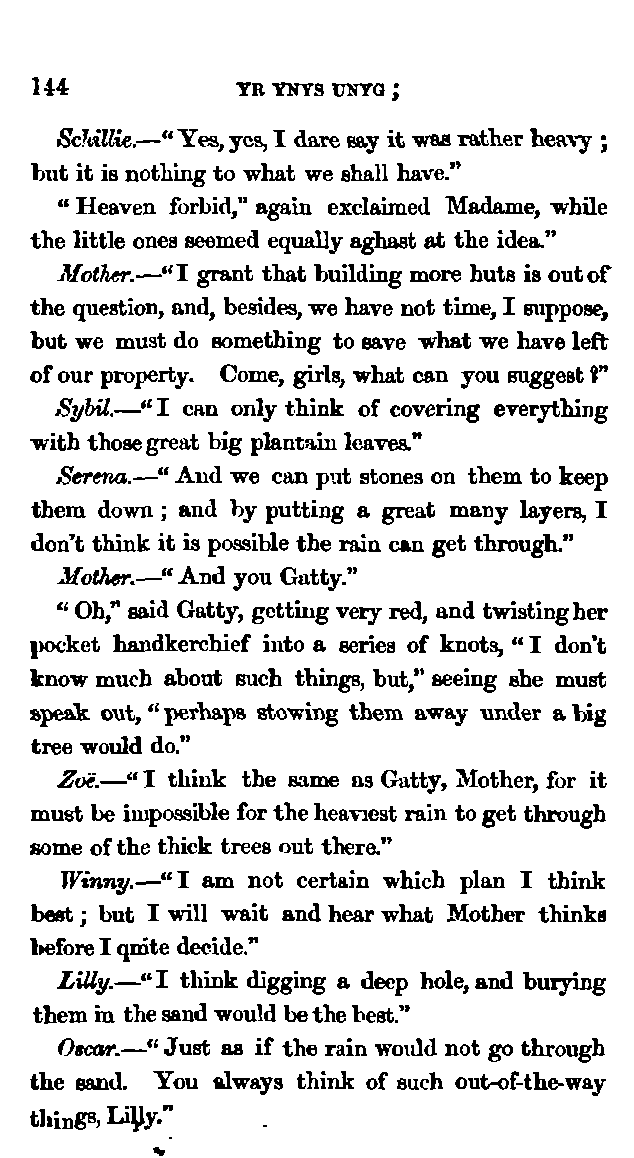 144 YR YNYS UNYG ;
Schillie.—“Yes, yes, I dare say it was rather heavy ;
but it is nothing to what we shall have.”
“Heaven forbid,” again exclaimed Madame, while
the little ones seemed equally aghast at the idea.”
Mother.—“I grant that building more huts is out of
the question, and, besides, we have not time, I suppose,
but we must do something to save what we have left
of our property. Come, girls, what can you suggest ?”
Sybil.—“I can only think of covering everything
with those great big plantain leaves.”
Serena.—“And we can put stones on them to keep
them down ; and by putting a great many layers, I
don’t think it is possible the rain can get through.”
Mother.—“And you Gatty.”
“Oh,” said Gatty, getting very red, and twisting her
pocket handkerchief into a series of knots, “I don’t
know much about such things, but,” seeing she must
speak out, “perhaps stowing them away under a big
tree would do.”
Zoë.—“I think the same as Gatty, Mother, for it
must be impossible for the heaviest rain to get through
some of the thick trees out there.”
Winny.—“I am not certain which plan I think
best ; but I will wait and hear what Mother thinks
before I quite decide.”
Lilly.—“I think digging a deep hole, and burying
them in the sand would be the best.”
Oscar.—“Just as if the rain would not go through
the sand. You always think of such out-of-the-way
things, Lilly.”